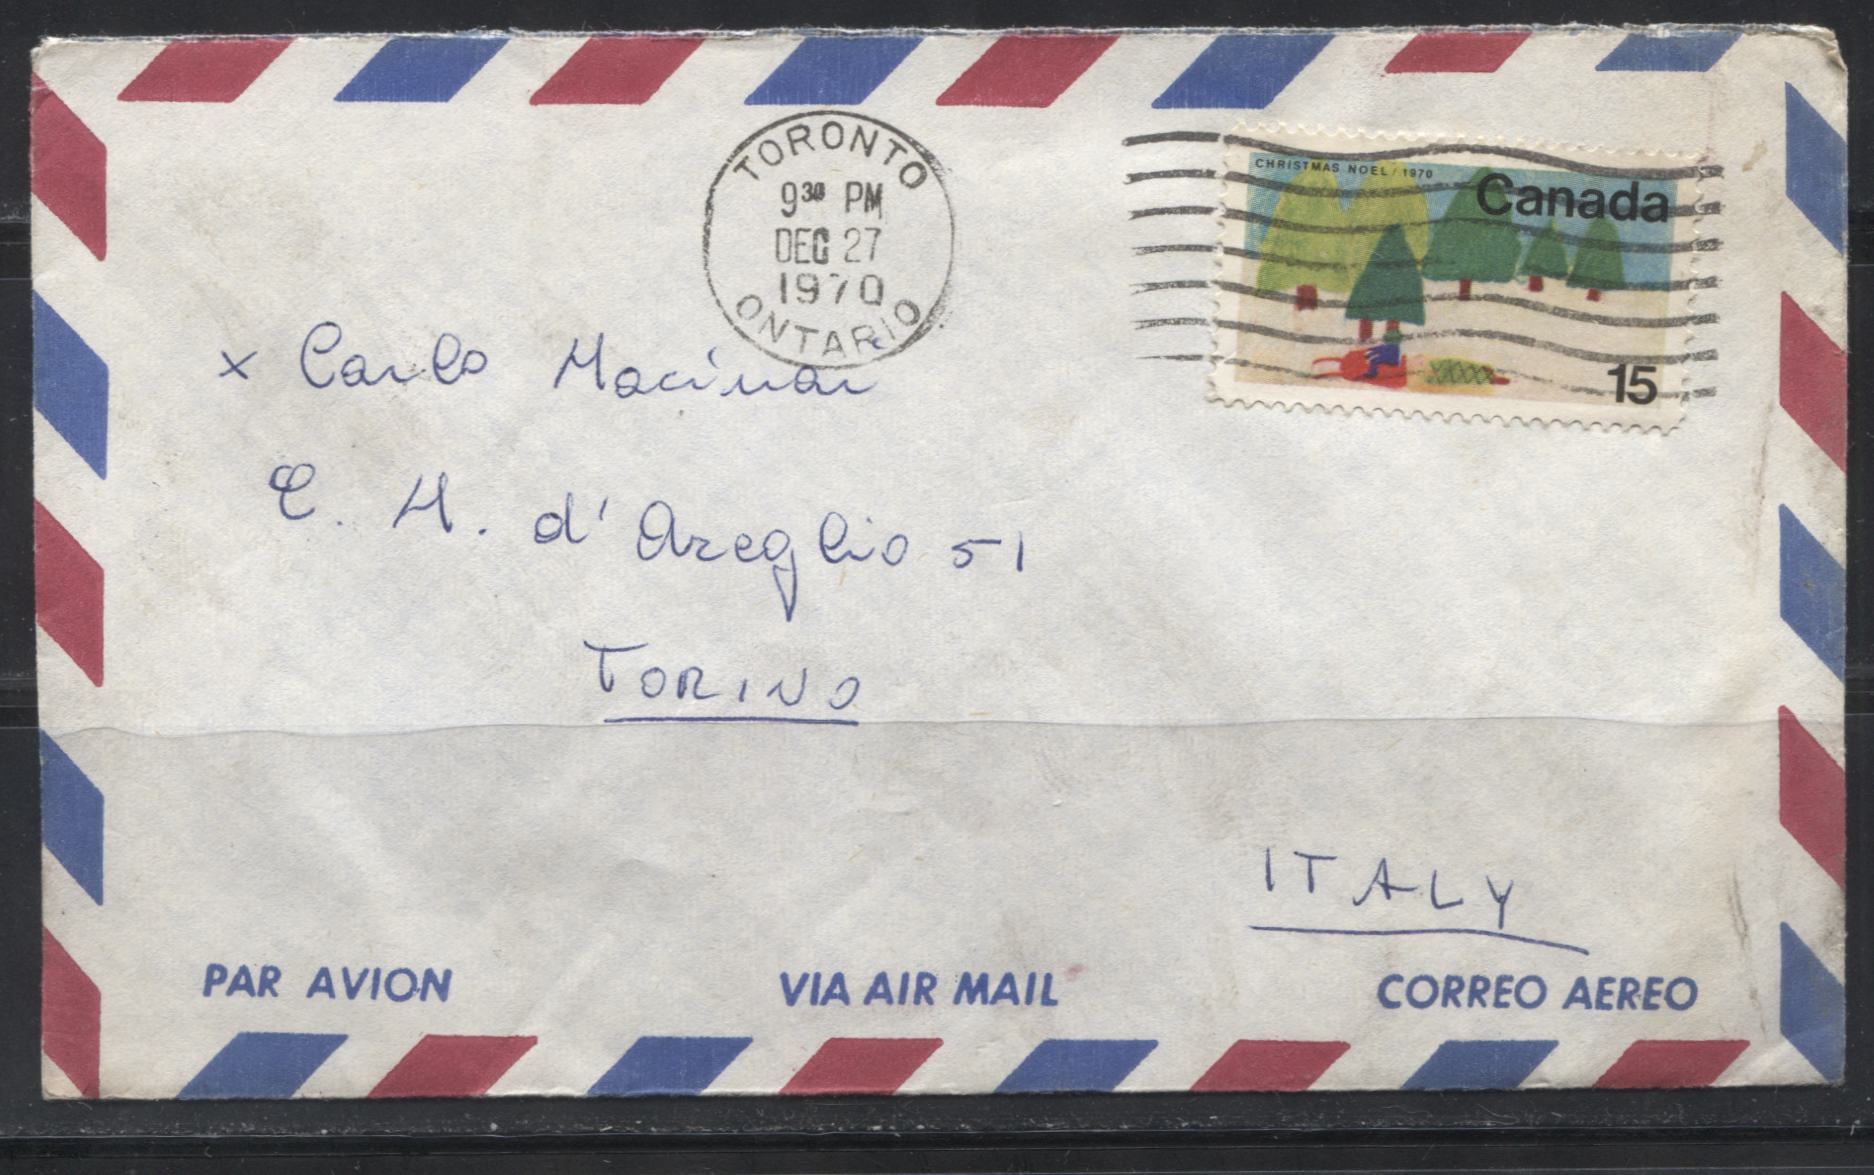 TORONTO
9 30 PM
DEC 27
1970
ONTARIO
CHRISTMAS NOEL / 1970
Canada
15
x Carlo
C. M. d'Azeglio 51
TORINO
ITALY
PAR AVION VIA AIR MAIL CORREO AEREO